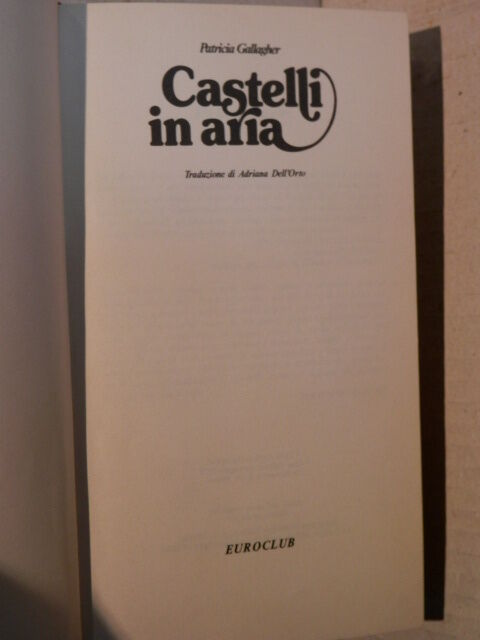 Patricia Gallagher
Castelli
in aria
Traduzione di Adriana Dell'Orto
EUROCLUB